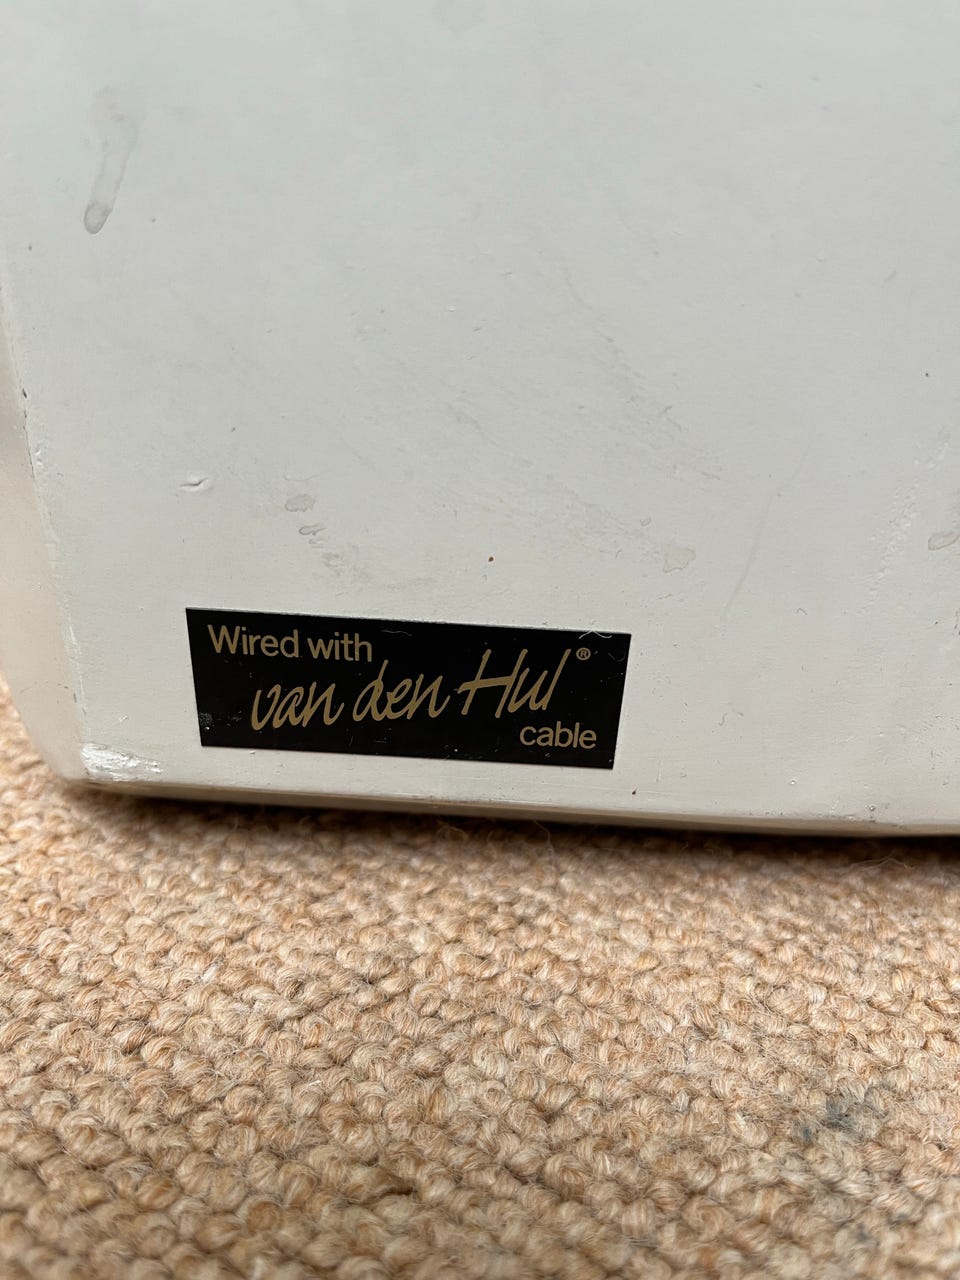 Wired with
van den Hul®
cable